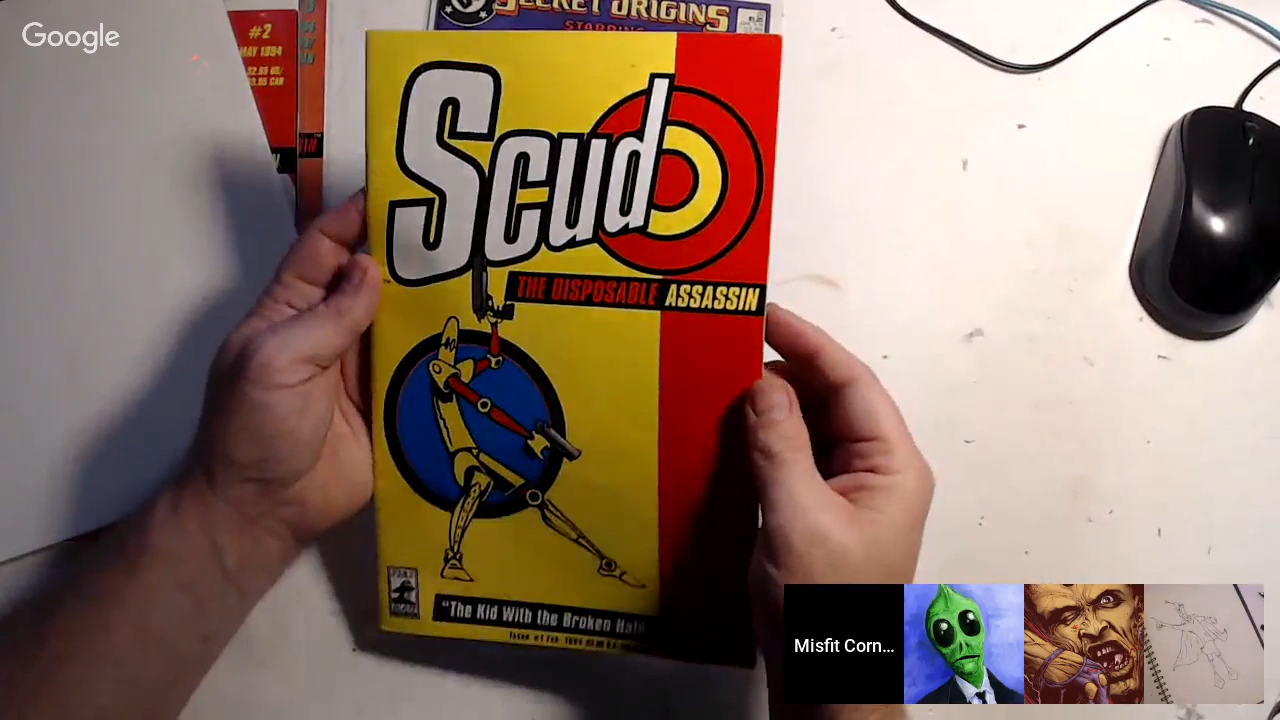 Google
#2
MAY 1994
SECRET ORIGINS
STARRING
Scud
THE DISPOSABLE ASSASSIN
"The Kid With the Broken Halo
Misfit Corn...